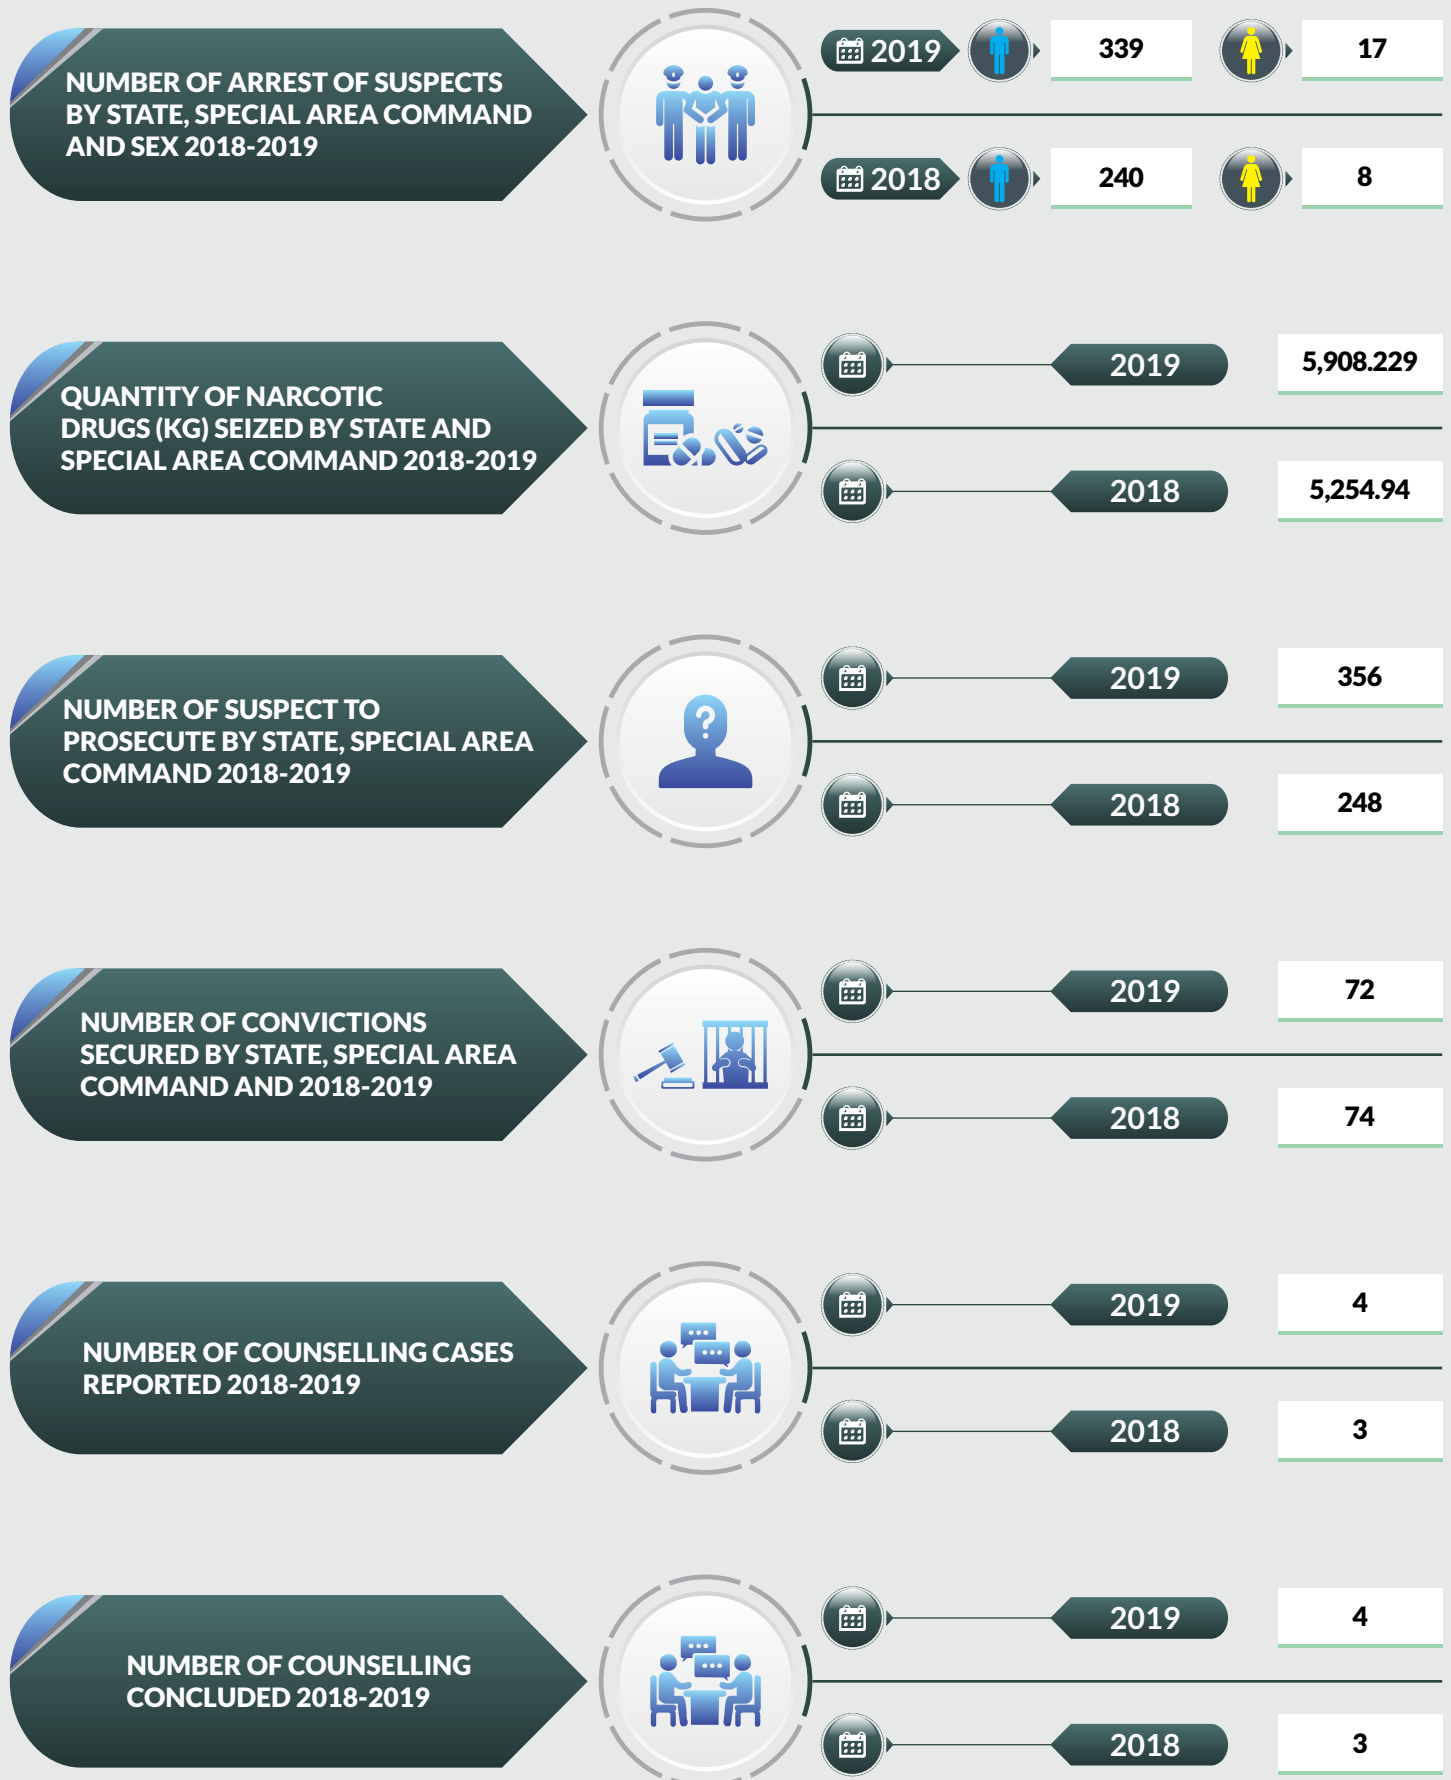 NUMBER OF ARREST OF SUSPECTS
BY STATE, SPECIAL AREA COMMAND
AND SEX 2018-2019
2019
339
17
2018
240
8
QUANTITY OF NARCOTIC
DRUGS (KG) SEIZED BY STATE AND
SPECIAL AREA COMMAND 2018-2019
2019
5,908.229
2018
5,254.94
NUMBER OF SUSPECT TO
PROSECUTE BY STATE, SPECIAL AREA
COMMAND 2018-2019
?
2019
356
2018
248
NUMBER OF CONVICTIONS
SECURED BY STATE, SPECIAL AREA
COMMAND AND 2018-2019
2019
72
2018
74
NUMBER OF COUNSELLING CASES
REPORTED 2018-2019
2019
4
2018
3
NUMBER OF COUNSELLING
CONCLUDED 2018-2019
2019
4
2018
3